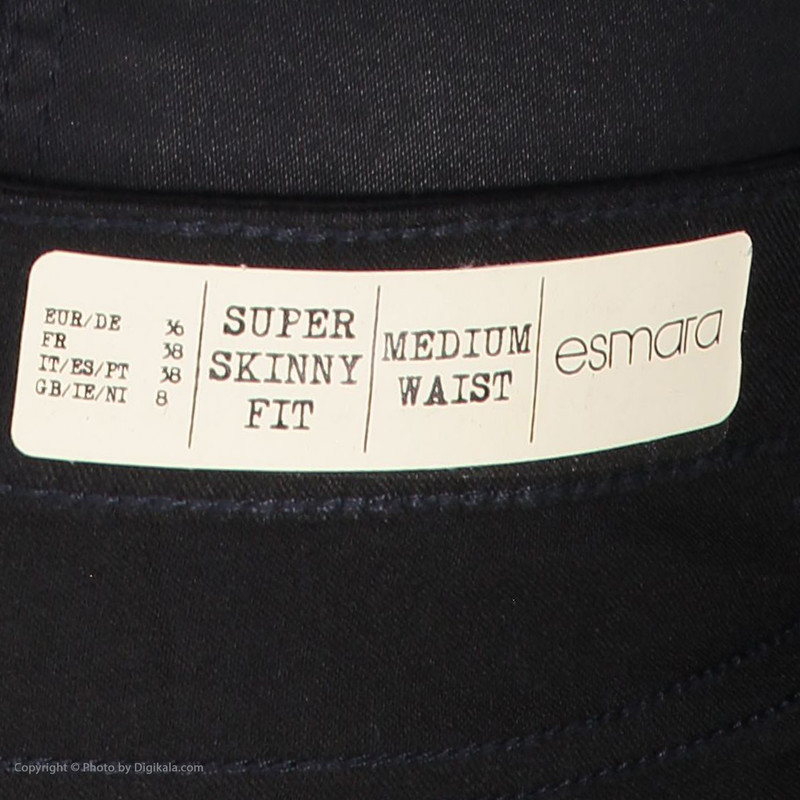 EUR/DE 36
FR 38
IT/ES/PT 38
GB/IE/NI 8
SUPER
SKINNY
FIT
MEDIUM
WAIST
esmara
Copyright © Photo by Digikala.com